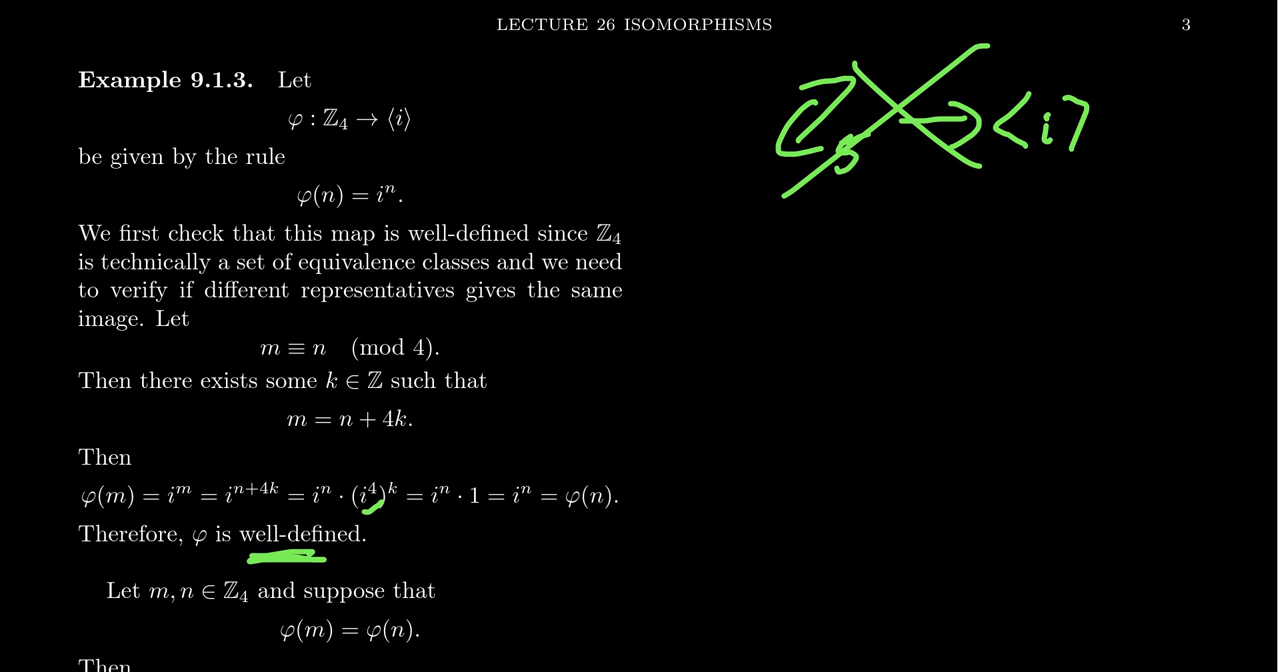 LECTURE 26 ISOMORPHISMS 3
Example 9.1.3. Let
φ : ℤ₄ → ⟨i⟩
be given by the rule
φ(n) = iⁿ.
We first check that this map is well-defined since ℤ₄
is technically a set of equivalence classes and we need
to verify if different representatives gives the same
image. Let
m ≡ n (mod 4).
Then there exists some k ∈ ℤ such that
m = n + 4k.
Then
φ(m) = iᵐ = iⁿ⁺⁴ᵏ = iⁿ · (i⁴)ᵏ = iⁿ · 1 = iⁿ = φ(n).
Therefore, φ is well-defined.
Let m, n ∈ ℤ₄ and suppose that
φ(m) = φ(n).
Then
→ <i>